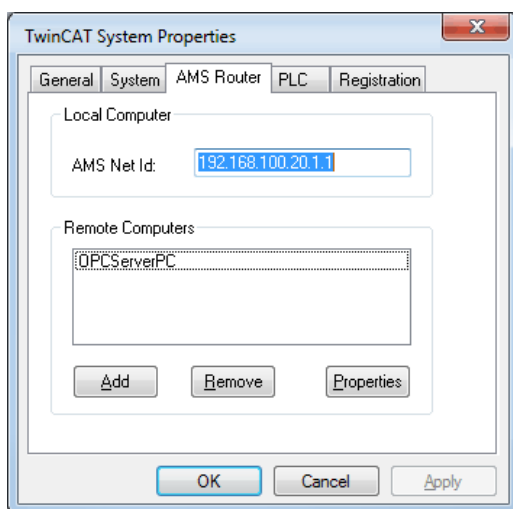 TwinCAT System Properties
General System AMS Router PLC Registration
Local Computer
AMS Net Id: 192.168.100.20.1.1
Remote Computers
OPCServerPC
Add Remove Properties
OK Cancel Apply